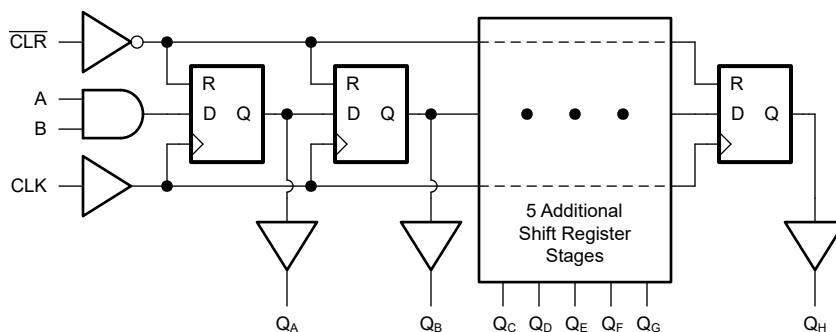 CLR
R
R
R
A
D Q
D Q
D Q
B
CLK
5 Additional
Shift Register
Stages
QA
QB
QC QD QE QF QG
QH